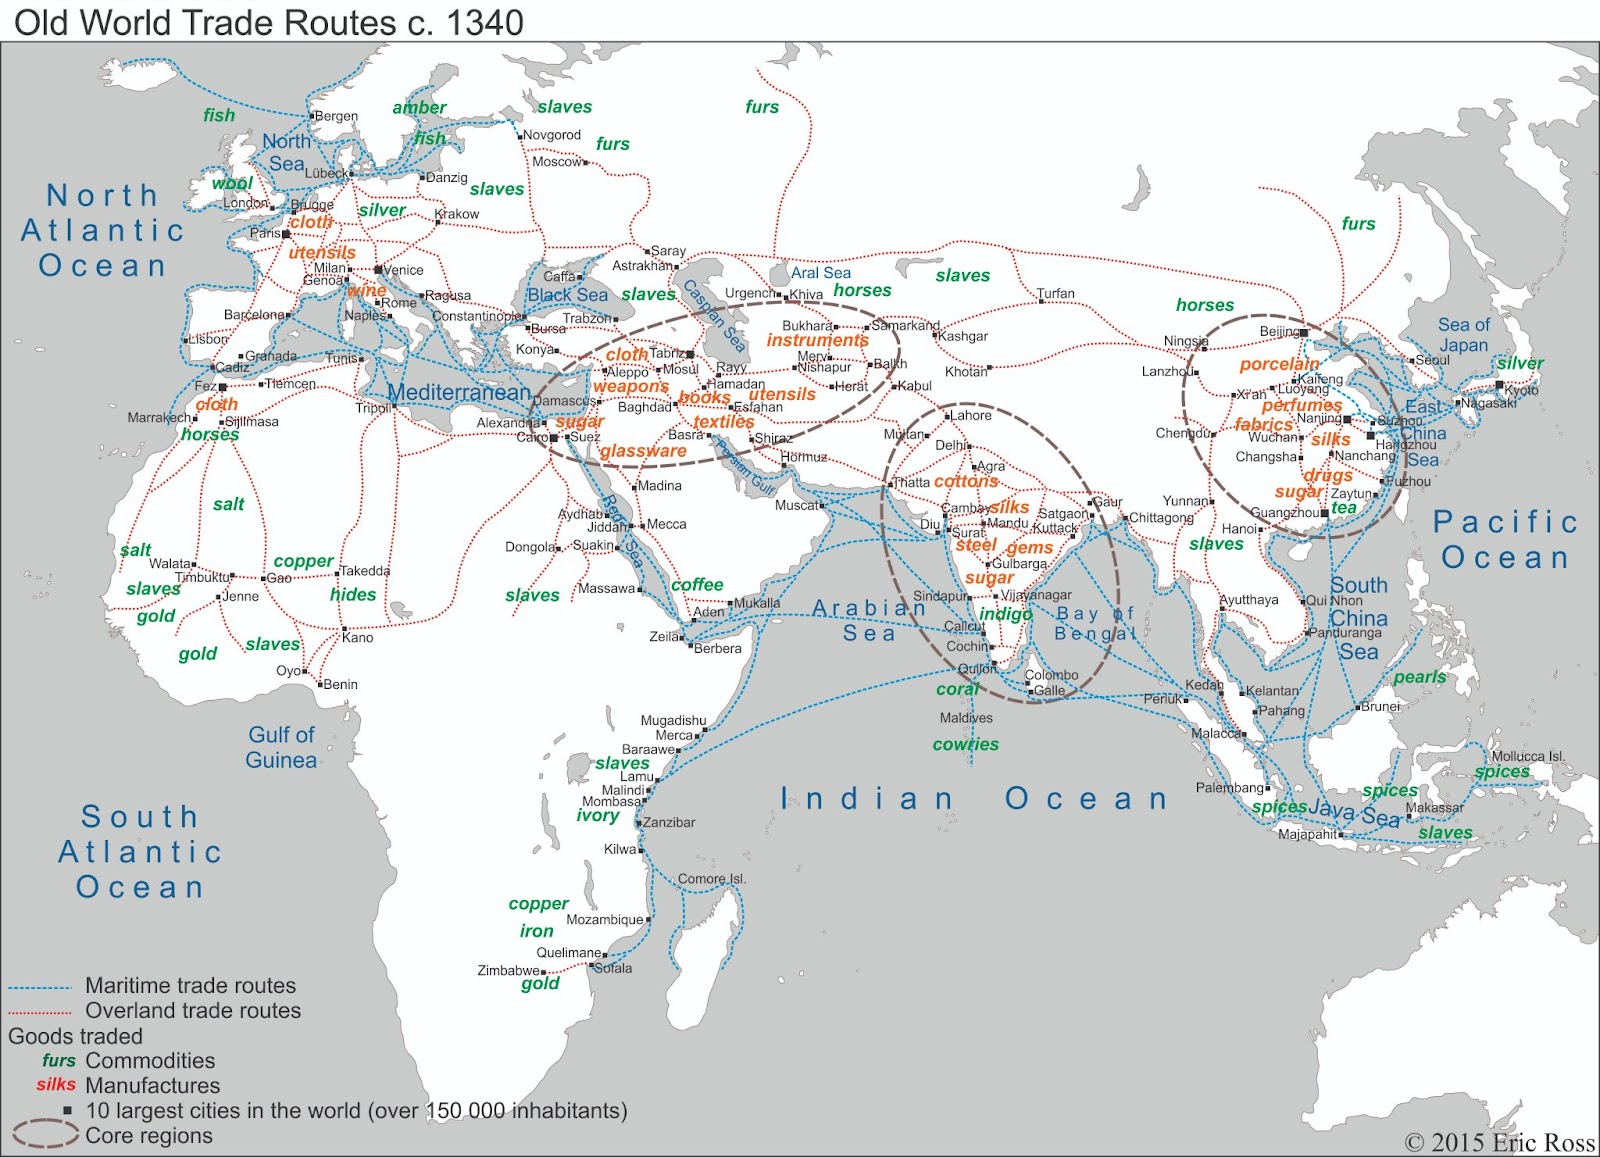 Old World Trade Routes c. 1340
fish
Bergen
amber
slaves
furs
North
Sea
fish
Novgorod
furs
Moscow
Lübeck
Danzig
slaves
wool
London
Brugge
silver
Krakow
cloth
Paris
utensils
North
Atlantic
Ocean
Milan
Venice
Genoa
wine
Rome
Ragusa
Naples
Barcelona
Lisbon
Granada
Cadiz
Tunis
Fez
Tlemcen
cloth
Marrakech
Sijilmasa
horses
Tripoli
Mediterranean
Saray
Astrakhan
Caffa
Black Sea
slaves
Caspian Sea
Constantinople
Trabzon
Bursa
Konya
Aral Sea
Urgench
Khiva
horses
slaves
Turfan
horses
furs
Bukhara
Samarkand
instruments
Kashgar
Merv
Balkh
Nishapur
Khotan
Herat
Kabul
cloth
Tabriz
Aleppo
Mosul
Rayy
Hamadan
weapons
books
utensils
Damascus
Baghdad
Esfahan
sugar
textiles
Alexandria
Cairo
Suez
Basra
Shiraz
glassware
Persian Gulf
Hormuz
Muscat
Madina
Red Sea
Aydhab
Jiddah
Mecca
Dongola
Suakin
Massawa
coffee
slaves
Mukalla
Aden
Zeila
Berbera
salt
salt
Walata
copper
Takedda
Timbuktu
Gao
slaves
Jenne
hides
gold
gold
slaves
Kano
Oyo
Benin
Gulf of
Guinea
South
Atlantic
Ocean
Lahore
Multan
Delhi
Agra
Thatta
cottons
Cambay
silks
Satgaon
Gaur
Diu
Surat
Mandu
Kuttack
Chittagong
steel
gems
Gulbarga
sugar
Sindapur
Vijayanagar
indigo
Calicut
Cochin
Quilon
Colombo
Galle
coral
Maldives
cowries
Arabian
Sea
Bay of
Bengal
Beijing
Ningsia
Lanzhou
porcelain
Kaifeng
Xi'an
Luoyang
perfumes
Nanjing
fabrics
Suzhou
Chengdu
Wuchan
silks
Hangzhou
Changsha
Nanchang
drugs
sugar
Fuzhou
Zaytun
tea
Yunnan
Guangzhou
Hanoi
slaves
Sea of
Japan
Seoul
silver
Kyoto
Nagasaki
East
China
Sea
Pacific
Ocean
Ayutthaya
Qui Nhon
Panduranga
South
China
Sea
pearls
Kedah
Kelantan
Perluk
Pahang
Brunei
Malacca
Palembang
Mollucca Isl.
spices
spices
spices
Java Sea
Makassar
Majapahit
slaves
Indian Ocean
Mugadishu
Merca
Baraawe
slaves
Lamu
Malindi
Mombasa
ivory
Zanzibar
Kilwa
Comore Isl.
copper
iron
Mozambique
Quelimane
Zimbabwe
Sofala
gold
Maritime trade routes
Overland trade routes
Goods traded
furs Commodities
silks Manufactures
10 largest cities in the world (over 150 000 inhabitants)
Core regions
© 2015 Eric Ross